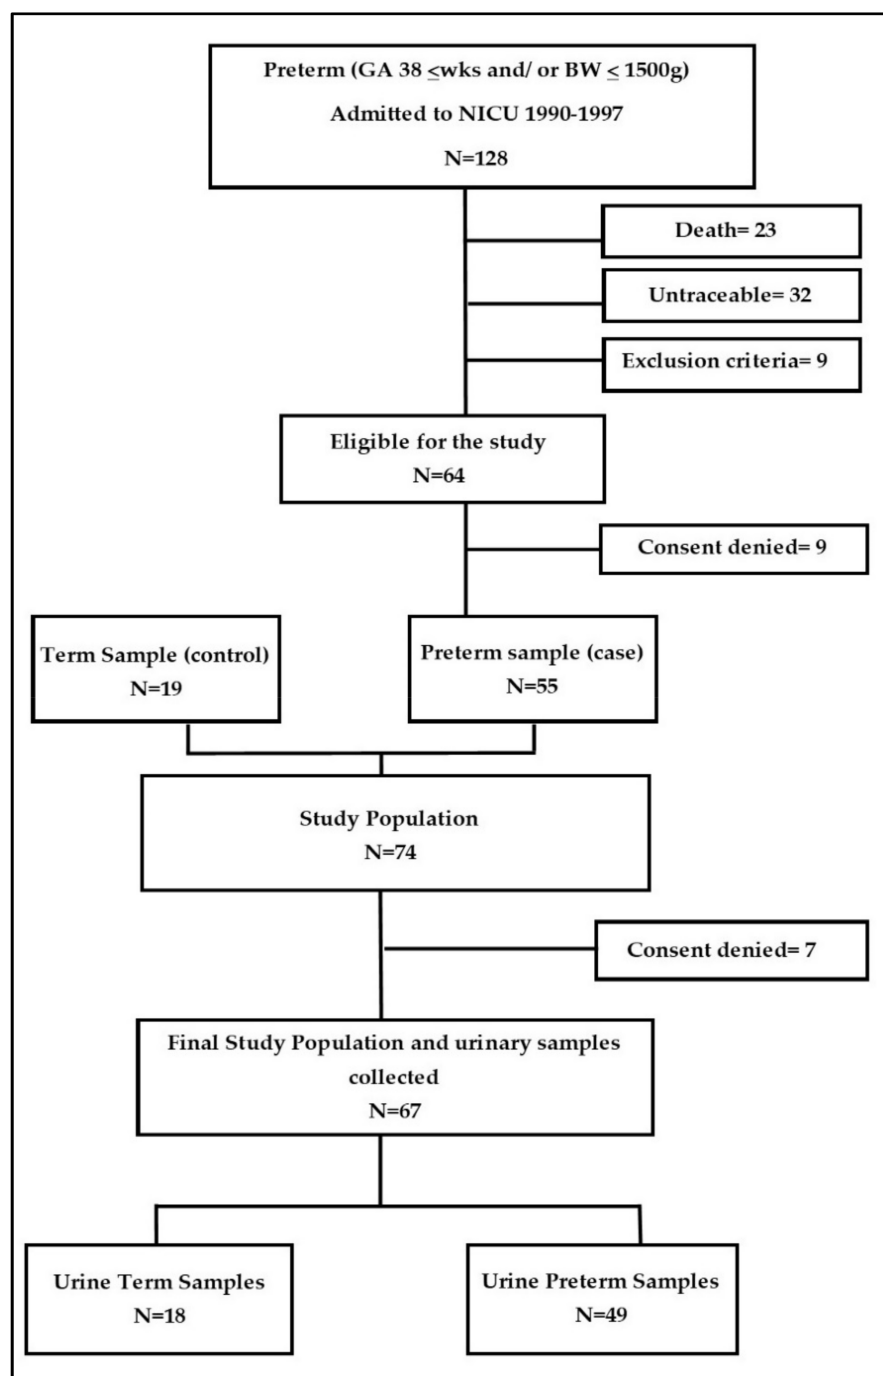 Preterm (GA 38 ≤wks and/ or BW ≤ 1500g)
Admitted to NICU 1990-1997
N=128
Death= 23
Untraceable= 32
Exclusion criteria= 9
Eligible for the study
N=64
Consent denied= 9
Term Sample (control)
N=19
Preterm sample (case)
N=55
Study Population
N=74
Consent denied= 7
Final Study Population and urinary samples
collected
N=67
Urine Term Samples
N=18
Urine Preterm Samples
N=49